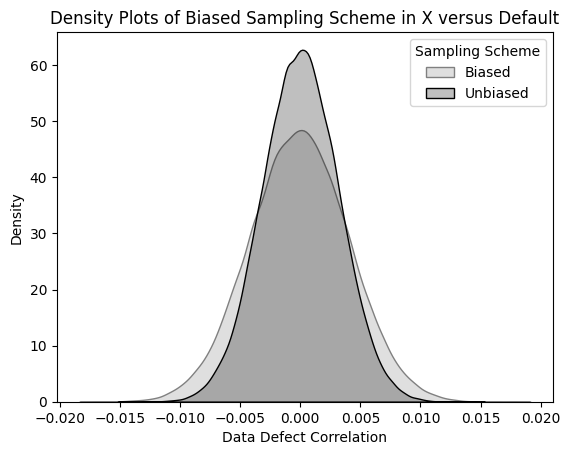 Density Plots of Biased Sampling Scheme in X versus Default
Sampling Scheme
Biased
Unbiased
Density
60
50
40
30
20
10
0
−0.020 −0.015 −0.010 −0.005 0.000 0.005 0.010 0.015 0.020
Data Defect Correlation